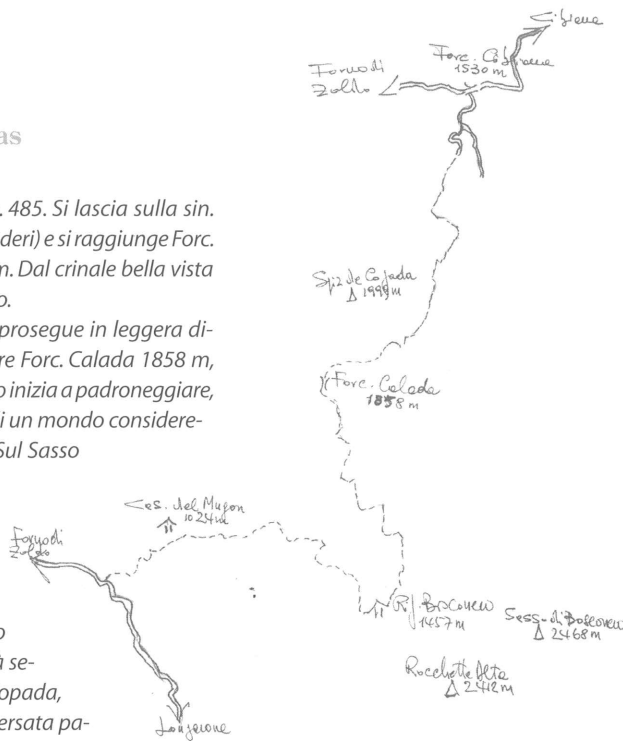 as
. 485. Si lascia sulla sin.
deri) e si raggiunge Forc.
m. Dal crinale bella vista
o.
prosegue in leggera di-
re Forc. Calada 1858 m,
o inizia a padroneggiare,
li un mondo considere-
Sul Sasso
o
à se-
opada,
ersata pa-
Cibiana
Forc. Cibiana
1530 m
Forno di
Zoldo
Spiz de Copada
1999 m
Forc. Calada
1858 m
Cas. del Mugon
1024 m
Forno di
Zoldo
Rif. Bosconero
1457 m
Sass. di Bosconero
2468 m
Rocchetta Alta
2412 m
Longarone